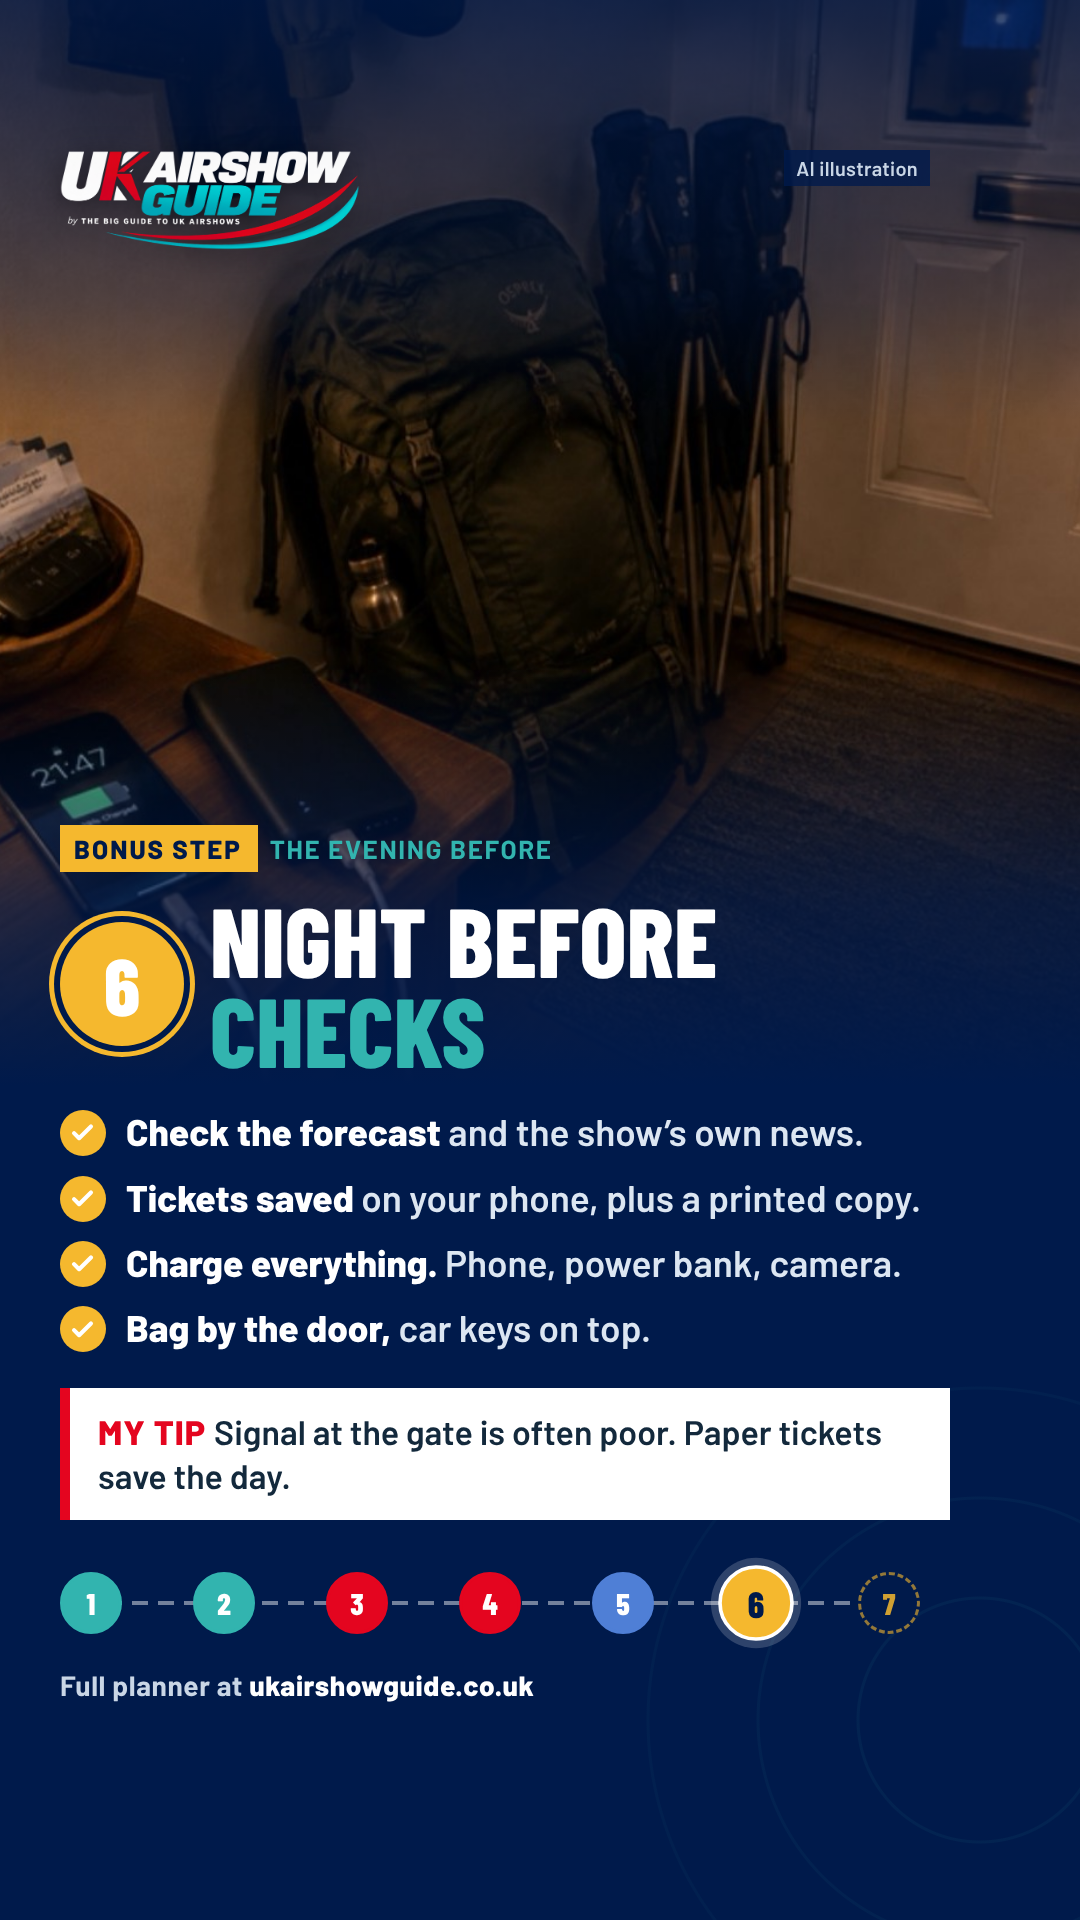 UK AIRSHOW
GUIDE
by THE BIG GUIDE TO UK AIRSHOWS
AI illustration
OSPREY
21:47
Charged
BONUS STEP THE EVENING BEFORE
6
NIGHT BEFORE
CHECKS
Check the forecast and the show’s own news.
Tickets saved on your phone, plus a printed copy.
Charge everything. Phone, power bank, camera.
Bag by the door, car keys on top.
MY TIP Signal at the gate is often poor. Paper tickets
save the day.
1 2 3 4 5 6 7
Full planner at ukairshowguide.co.uk